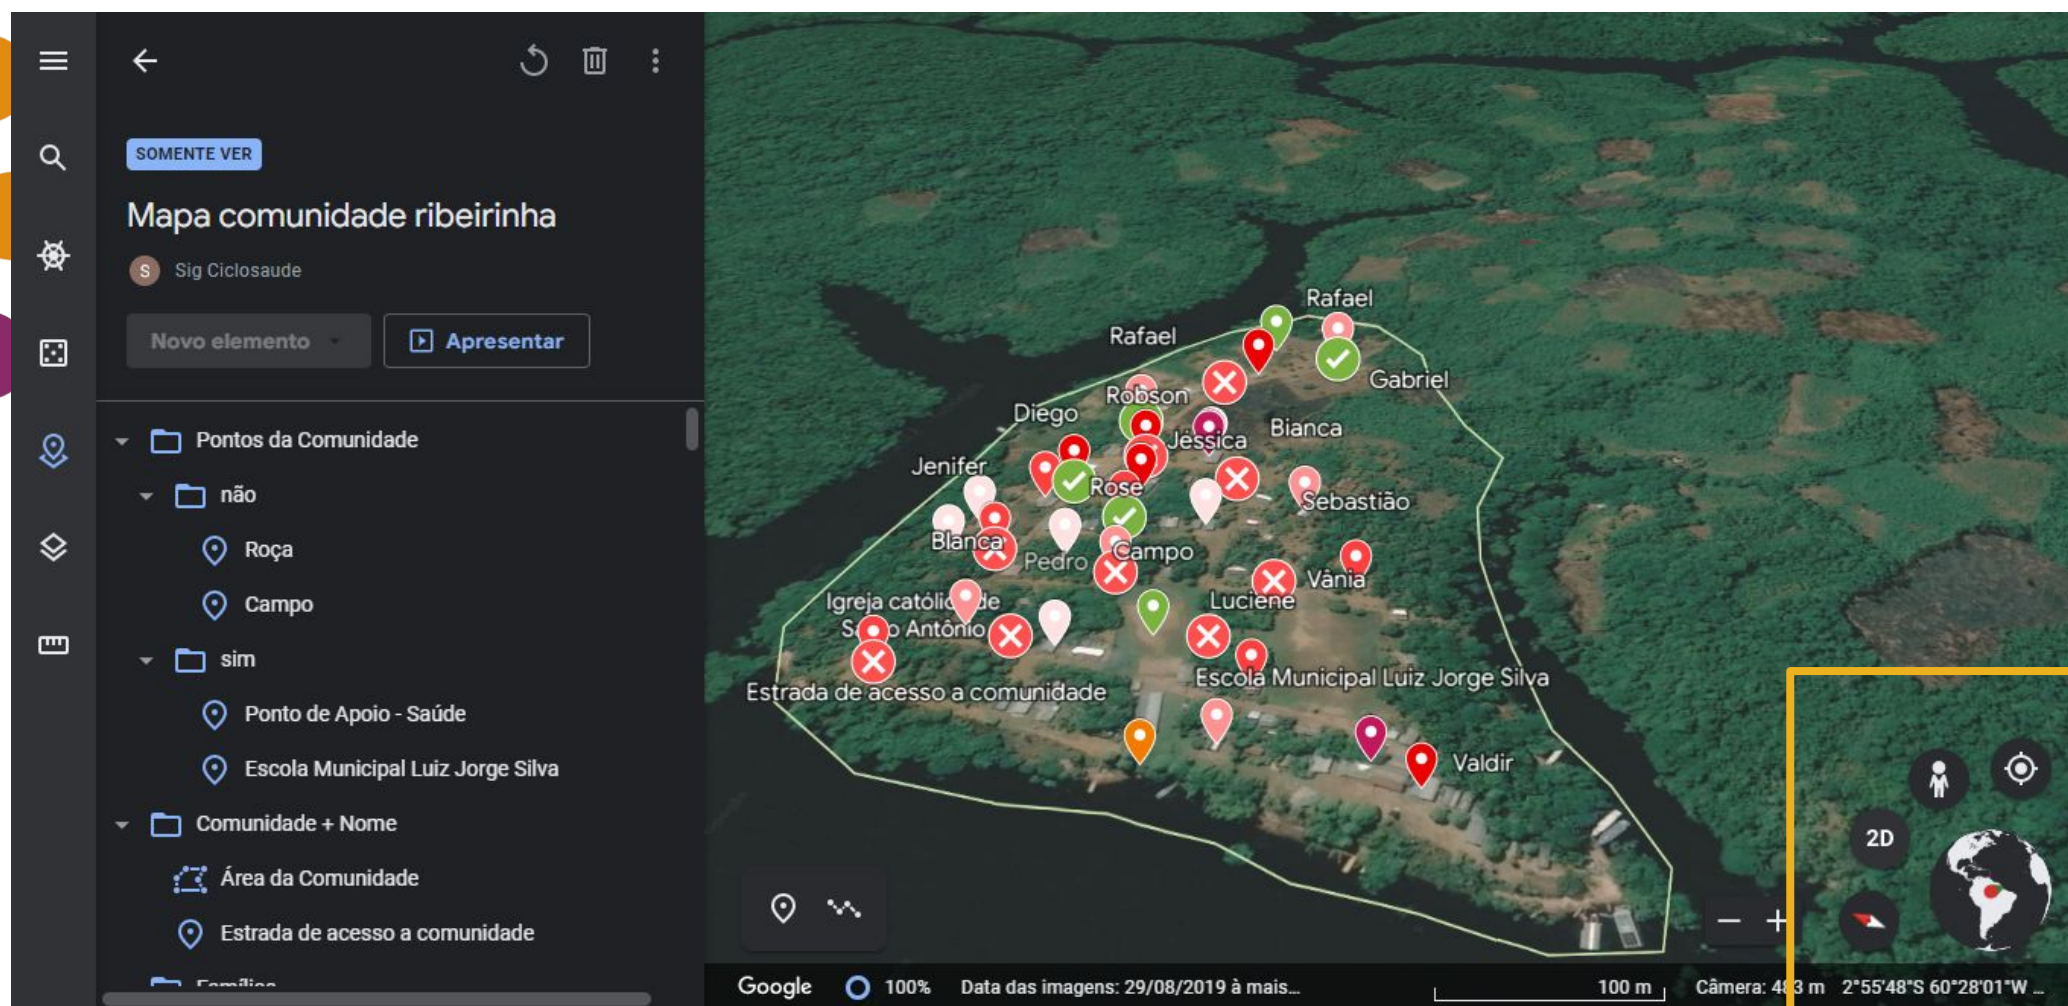 SOMENTE VER
Mapa comunidade ribeirinha
S
Sig Ciclosaude
Novo elemento
Apresentar
Pontos da Comunidade
não
Roça
Campo
sim
Ponto de Apoio - Saúde
Escola Municipal Luiz Jorge Silva
Comunidade + Nome
Área da Comunidade
Estrada de acesso a comunidade
Rafael
Rafael
Gabriel
Robson
Diego
Jéssica
Bianca
Jenifer
Rose
Sebastião
Blanca
Pedro
Campo
Vânia
Luciene
Igreja
Antônio
Escola Municipal Luiz Jorge Silva
Estrada de acesso a comunidade
Valdir
2D
Google
100%
Data das imagens: 29/08/2019 à mais...
100 m
Câmera: 483 m
2°55'48"S 60°28'01"W ...